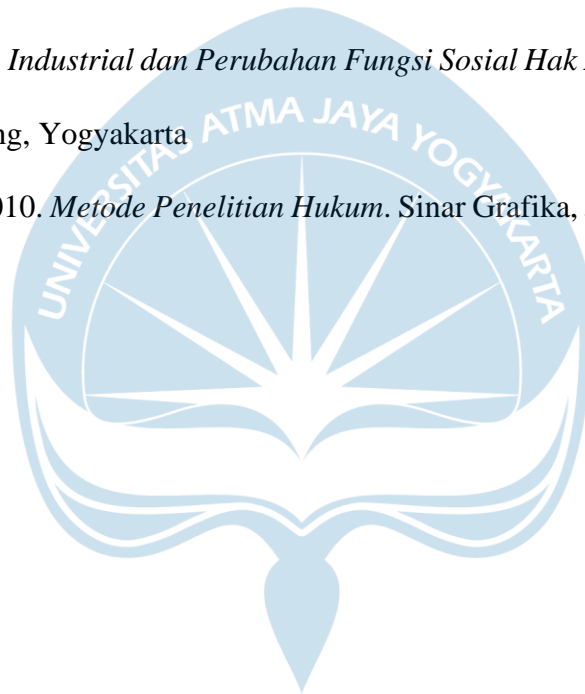 Industrial dan Perubahan Fungsi Sosial Hak
ng, Yogyakarta
010. Metode Penelitian Hukum. Sinar Grafika,
UNIVERSITAS ATMA JAYA YOGYAKARTA